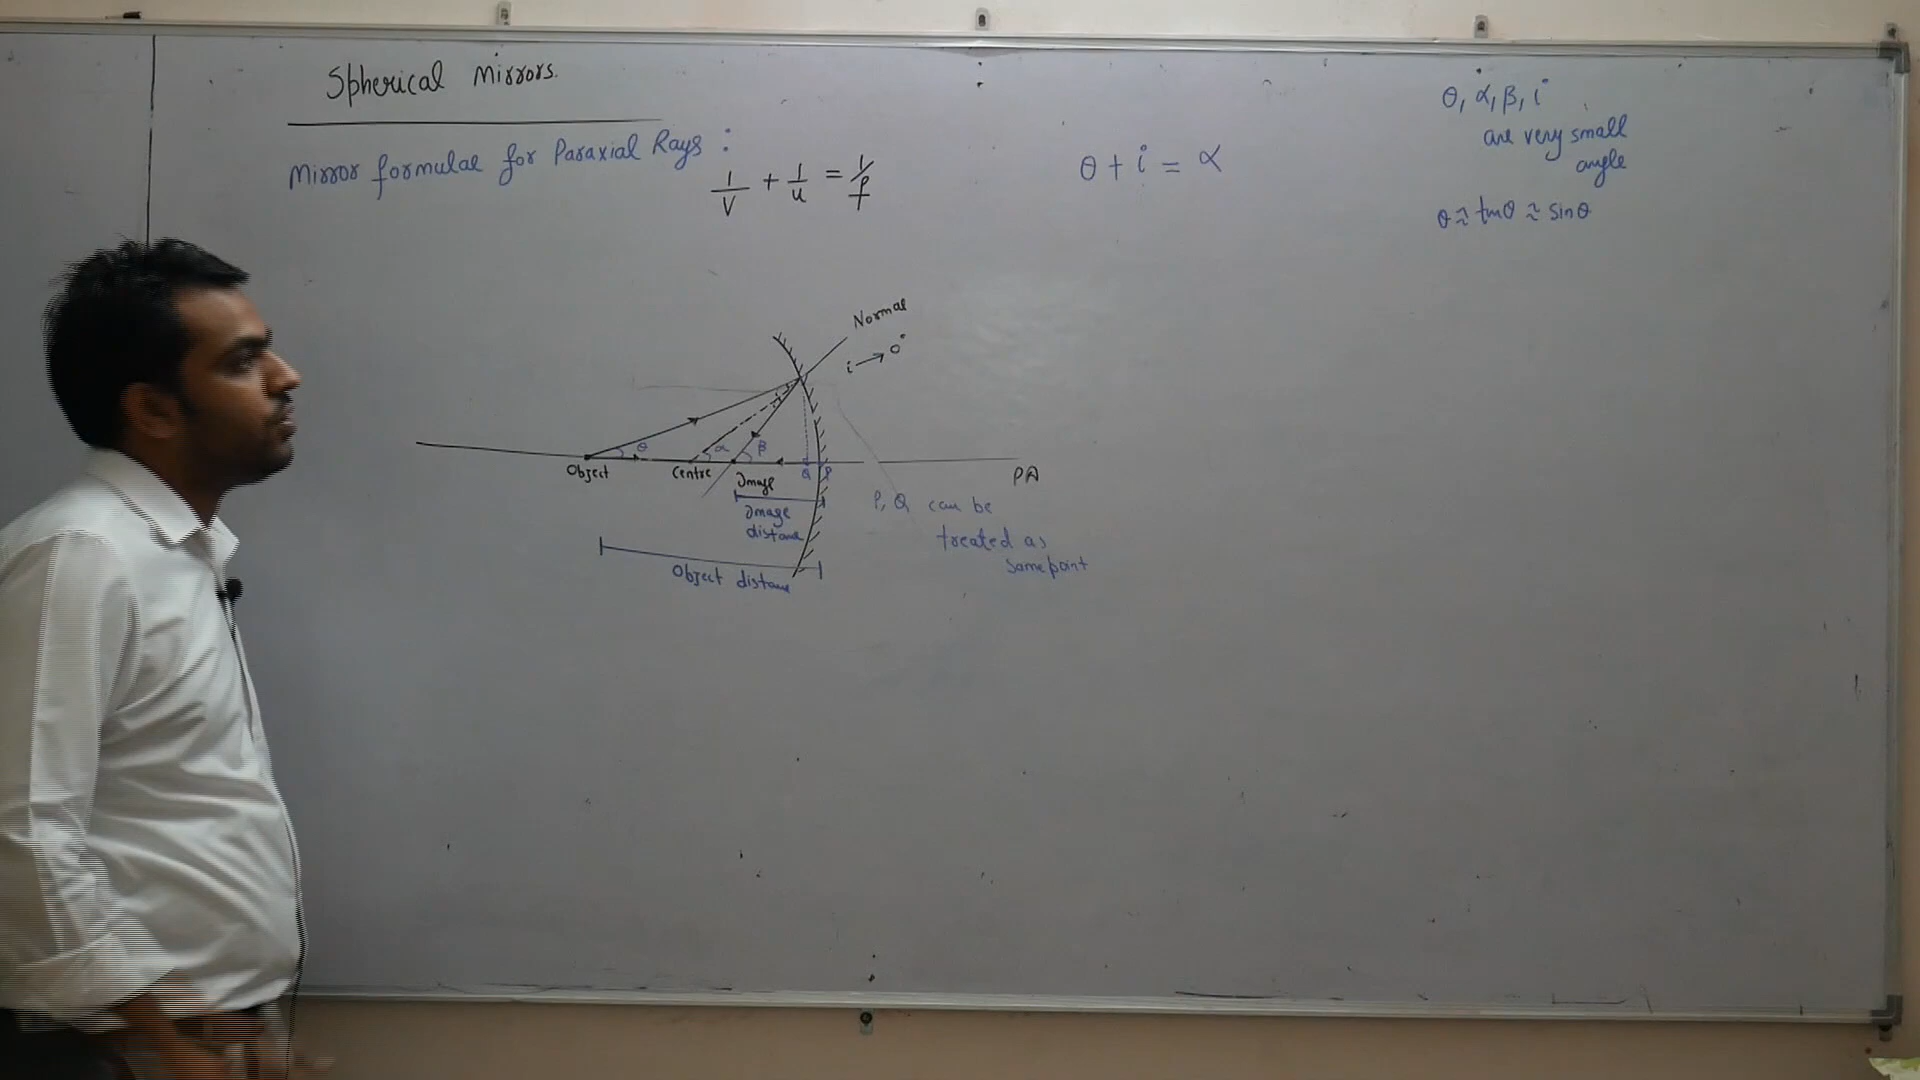 Spherical Mirrors.
Mirror formulae for Paraxial Rays :
1/V + 1/u = 1/f
θ + i = α
θ, α, β, i
are very small
angle
θ ≈ tanθ ≈ sinθ
Normal
i → 0°
θ
α
β
Object
Centre
Image
Q
P
PA
Image
distance
Object distance
P, Q can be
treated as
same point